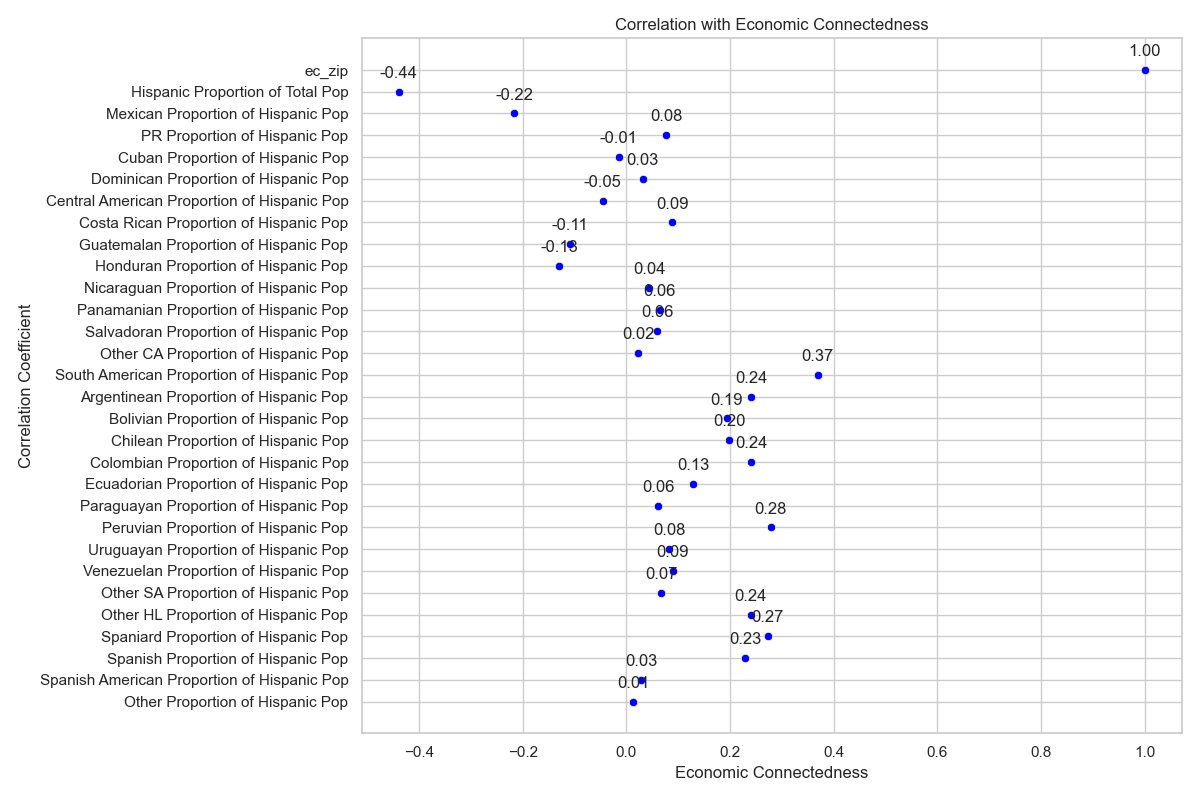 Correlation with Economic Connectedness
1.00
ec_zip
-0.44
Hispanic Proportion of Total Pop
-0.22
Mexican Proportion of Hispanic Pop
0.08
PR Proportion of Hispanic Pop
-0.01
Cuban Proportion of Hispanic Pop
0.03
Dominican Proportion of Hispanic Pop
-0.05
Central American Proportion of Hispanic Pop
0.09
Costa Rican Proportion of Hispanic Pop
-0.11
Guatemalan Proportion of Hispanic Pop
-0.13
Honduran Proportion of Hispanic Pop
0.04
Nicaraguan Proportion of Hispanic Pop
0.06
Panamanian Proportion of Hispanic Pop
0.06
Salvadoran Proportion of Hispanic Pop
0.02
Other CA Proportion of Hispanic Pop
0.37
South American Proportion of Hispanic Pop
0.24
Argentinean Proportion of Hispanic Pop
0.19
Bolivian Proportion of Hispanic Pop
0.20
Chilean Proportion of Hispanic Pop
0.24
Colombian Proportion of Hispanic Pop
0.13
Ecuadorian Proportion of Hispanic Pop
0.06
Paraguayan Proportion of Hispanic Pop
0.28
Peruvian Proportion of Hispanic Pop
0.08
Uruguayan Proportion of Hispanic Pop
0.09
Venezuelan Proportion of Hispanic Pop
0.07
Other SA Proportion of Hispanic Pop
0.24
Other HL Proportion of Hispanic Pop
0.27
Spaniard Proportion of Hispanic Pop
0.23
Spanish Proportion of Hispanic Pop
0.03
Spanish American Proportion of Hispanic Pop
0.01
Other Proportion of Hispanic Pop
Correlation Coefficient
−0.4 −0.2 0.0 0.2 0.4 0.6 0.8 1.0
Economic Connectedness